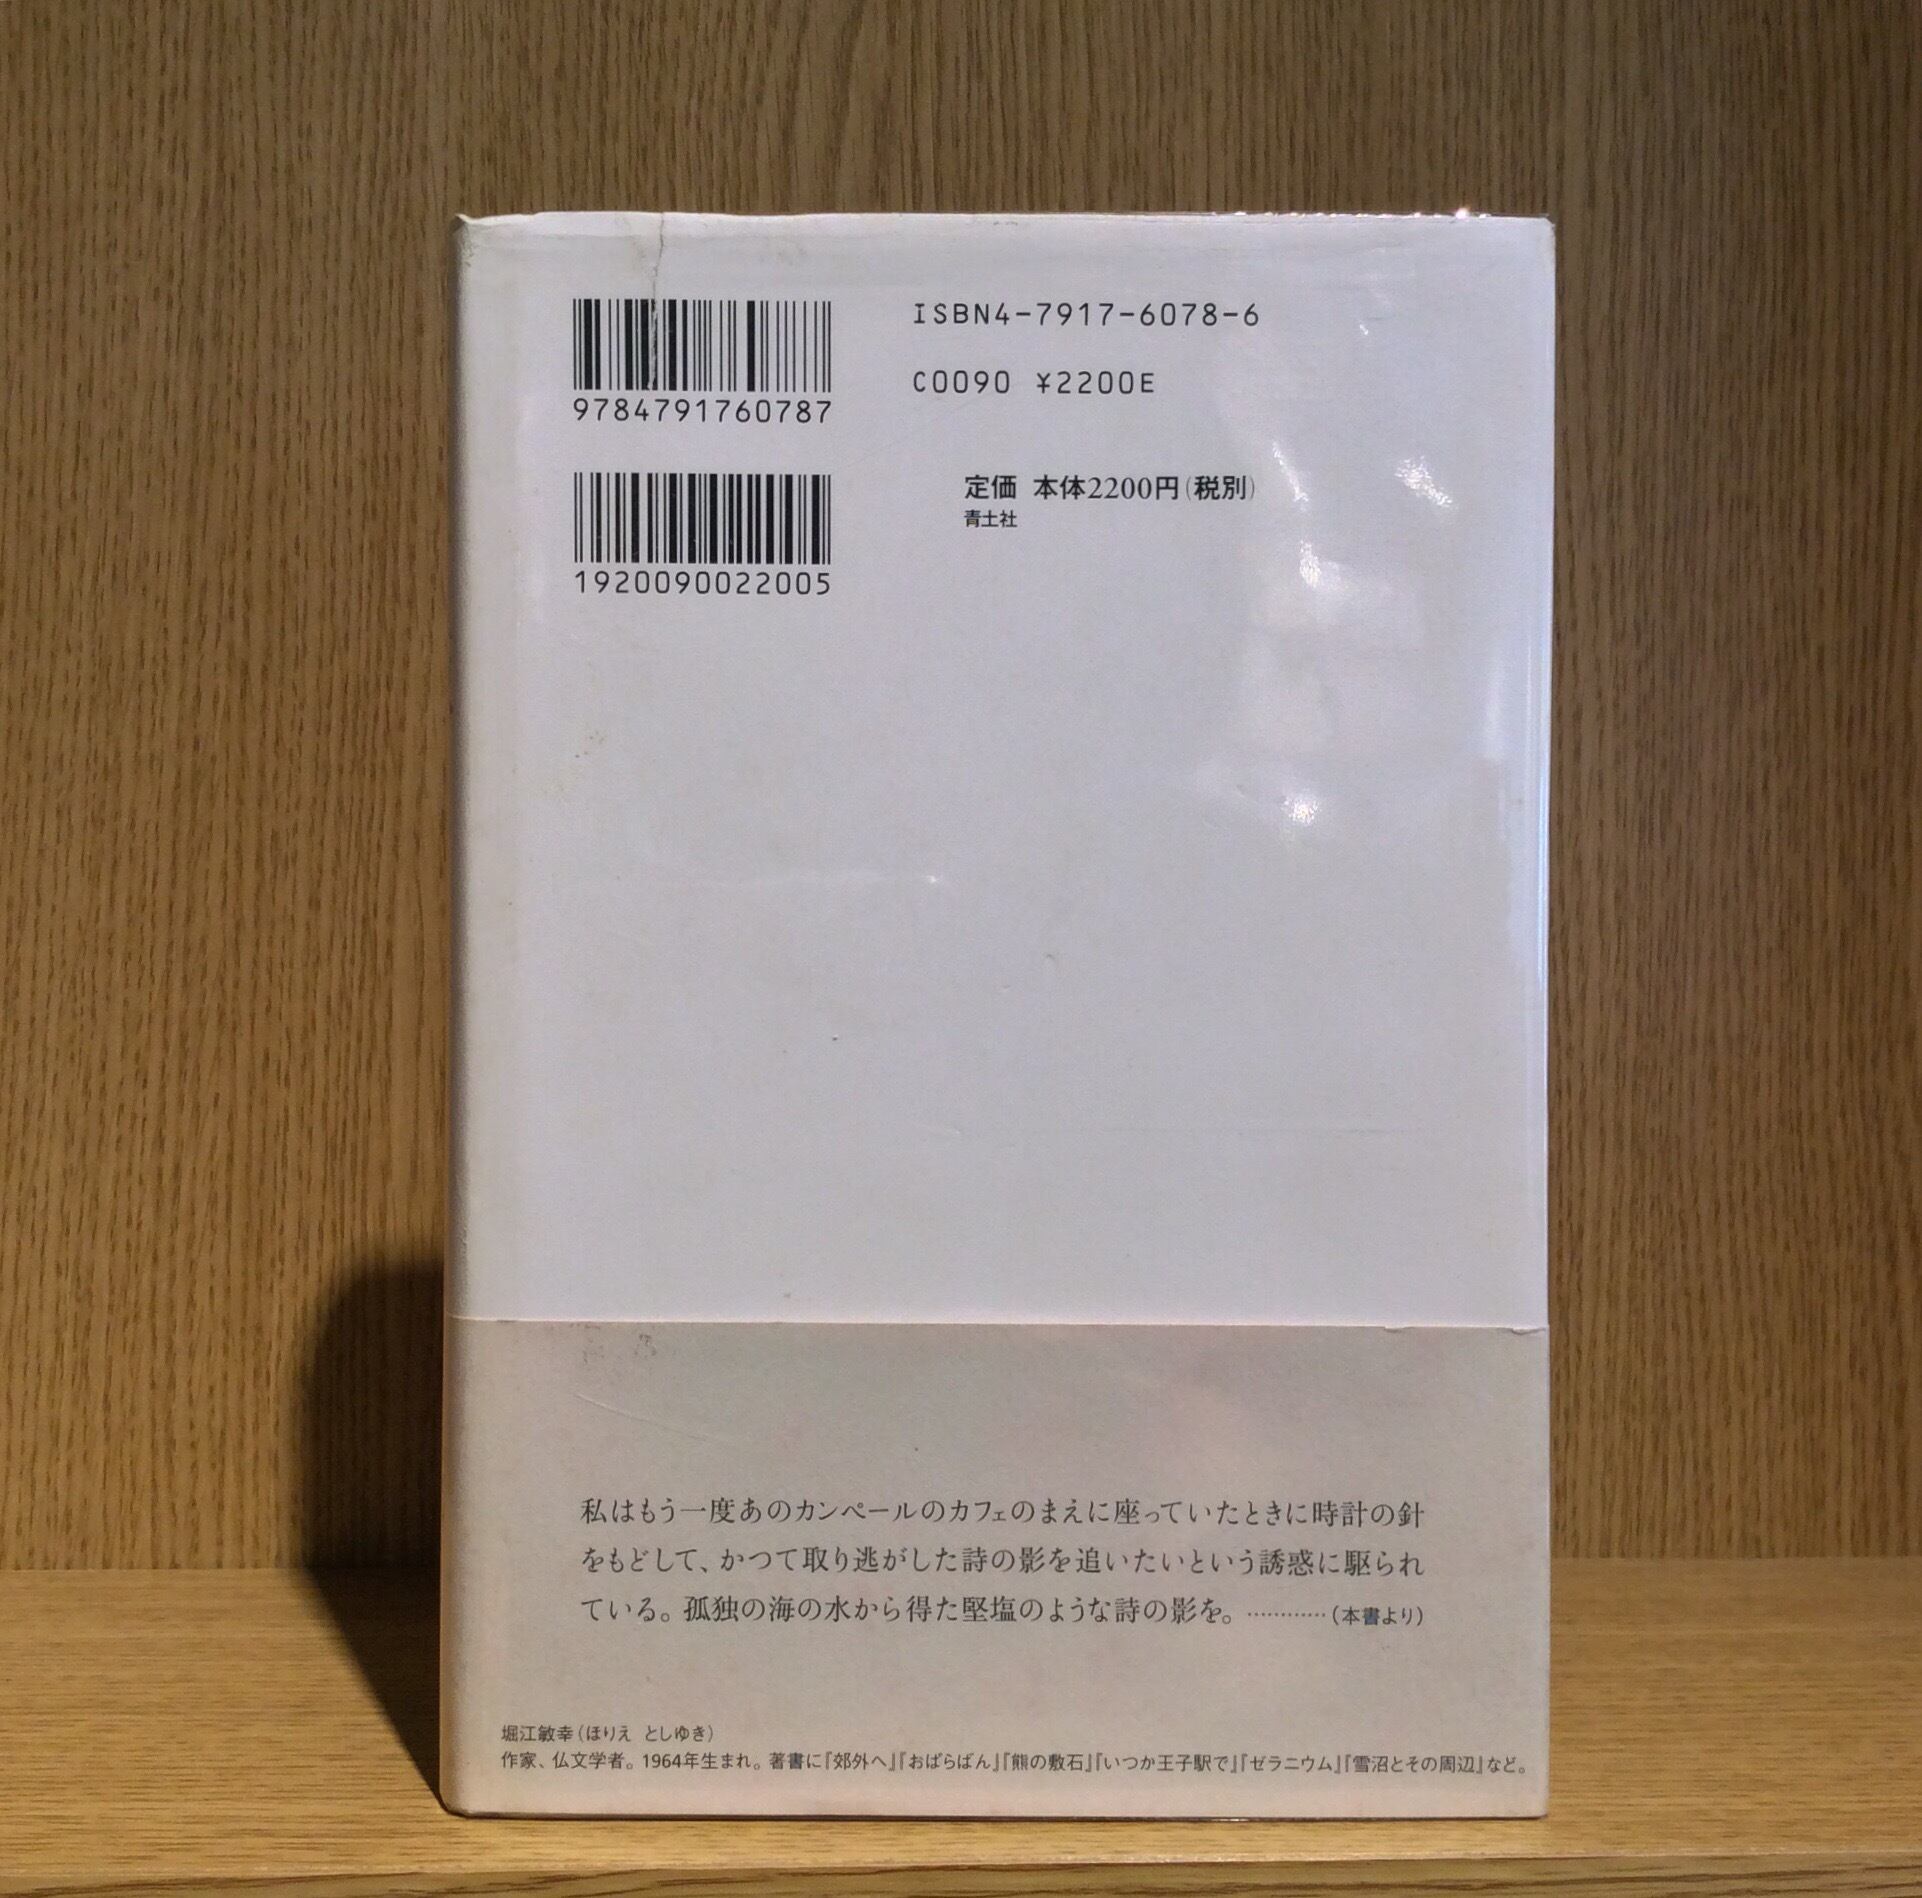 ISBN4-7917-6078-6
9784791760787
C0090 ¥2200E
1920090022005
定価 本体2200円(税別)
青土社
私はもう一度あのカンペールのカフェのまえに座っていたときに時計の針
をもどして、かつて取り逃がした詩の影を追いたいという誘惑に駆られ
ている。孤独の海の水から得た堅塩のような詩の影を。…………(本書より)
堀江敏幸(ほりえ としゆき)
作家、仏文学者。1964年生まれ。著書に『郊外へ』『おぱらばん』『熊の敷石』『いつか王子駅で』『ゼラニウム』『雪沼とその周辺』など。